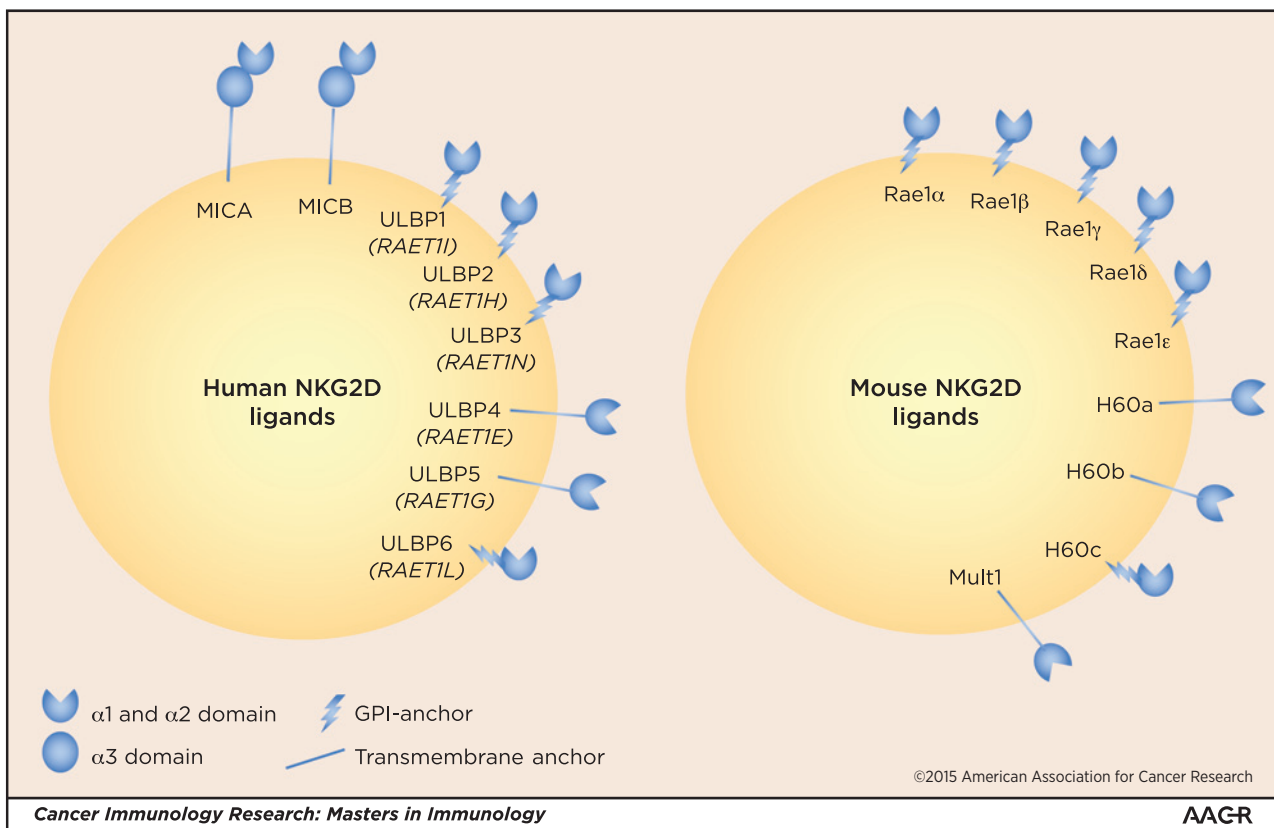 MICA
MICB
ULBP1
(RAET1I)
ULBP2
(RAET1H)
ULBP3
(RAET1N)
Human NKG2D
ligands
ULBP4
(RAET1E)
ULBP5
(RAET1G)
ULBP6
(RAET1L)
Rae1α
Rae1β
Rae1γ
Rae1δ
Rae1ε
Mouse NKG2D
ligands
H60a
H60b
H60c
Mult1
α1 and α2 domain
GPI-anchor
α3 domain
Transmembrane anchor
©2015 American Association for Cancer Research
Cancer Immunology Research: Masters in Immunology
AACR